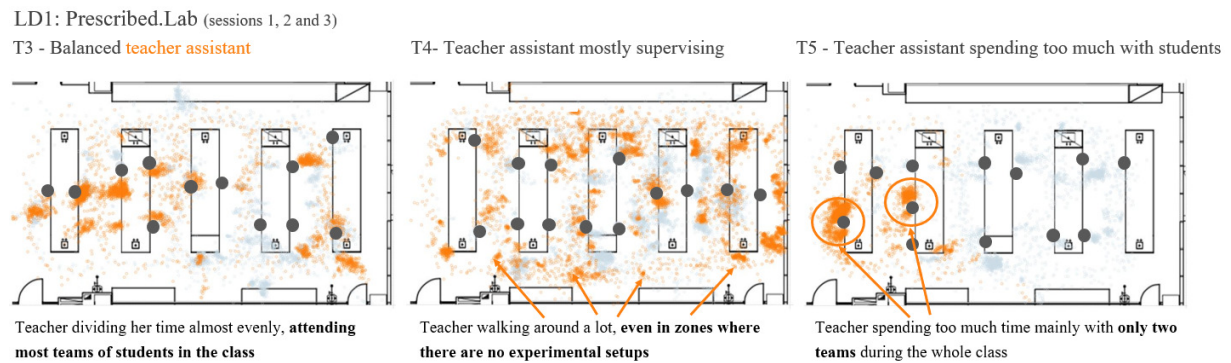 LD1: Prescribed.Lab (sessions 1, 2 and 3)
T3 - Balanced teacher assistant
T4- Teacher assistant mostly supervising
T5 - Teacher assistant spending too much with students
Teacher dividing her time almost evenly, attending
most teams of students in the class
Teacher walking around a lot, even in zones where
there are no experimental setups
Teacher spending too much time mainly with only two
teams during the whole class